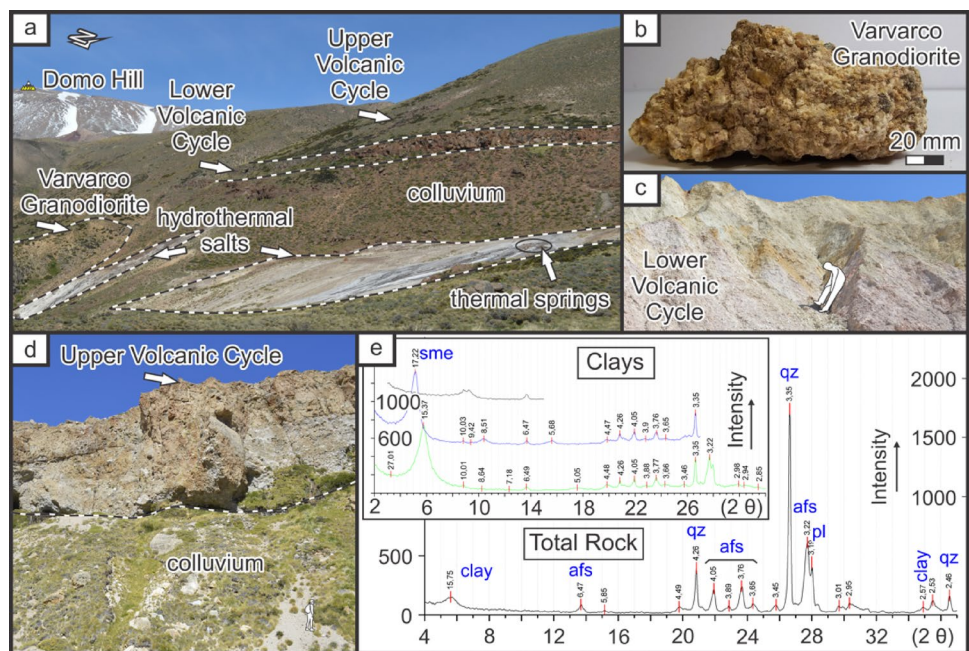 a
N
Domo Hill
Lower
Volcanic
Cycle
Upper
Volcanic
Cycle
Varvarco
Granodiorite
hydrothermal
salts
colluvium
thermal springs
b
Varvarco
Granodiorite
20 mm
c
Lower
Volcanic
Cycle
d
Upper Volcanic Cycle
colluvium
e
Clays
sme
17.22
1000
15,37
600
27,01
10,03
9,42
8,51
6,47
5,68
4,47
4,26
4,05
3,9
3,76
3,65
3,35
10,01
8,64
7,18
6,49
5,05
4,48
4,26
4,05
3,88
3,77
3,66
3,46
3,35
3,22
2,98
2,94
2,85
Intensity
2 6 10 14 18 22 26 (2 θ)
Total Rock
500
0
15,75
clay
afs
6,47
5,85
4,49
qz
4,26
afs
4,05
3,89
3,76
3,65
3,45
qz
3,35
afs
3,22
pl
3,01
2,95
clay
2,57
2,53
qz
2,46
Intensity
2000
1500
1000
4 6 8 10 12 14 16 18 20 22 24 26 28 32 (2 θ)